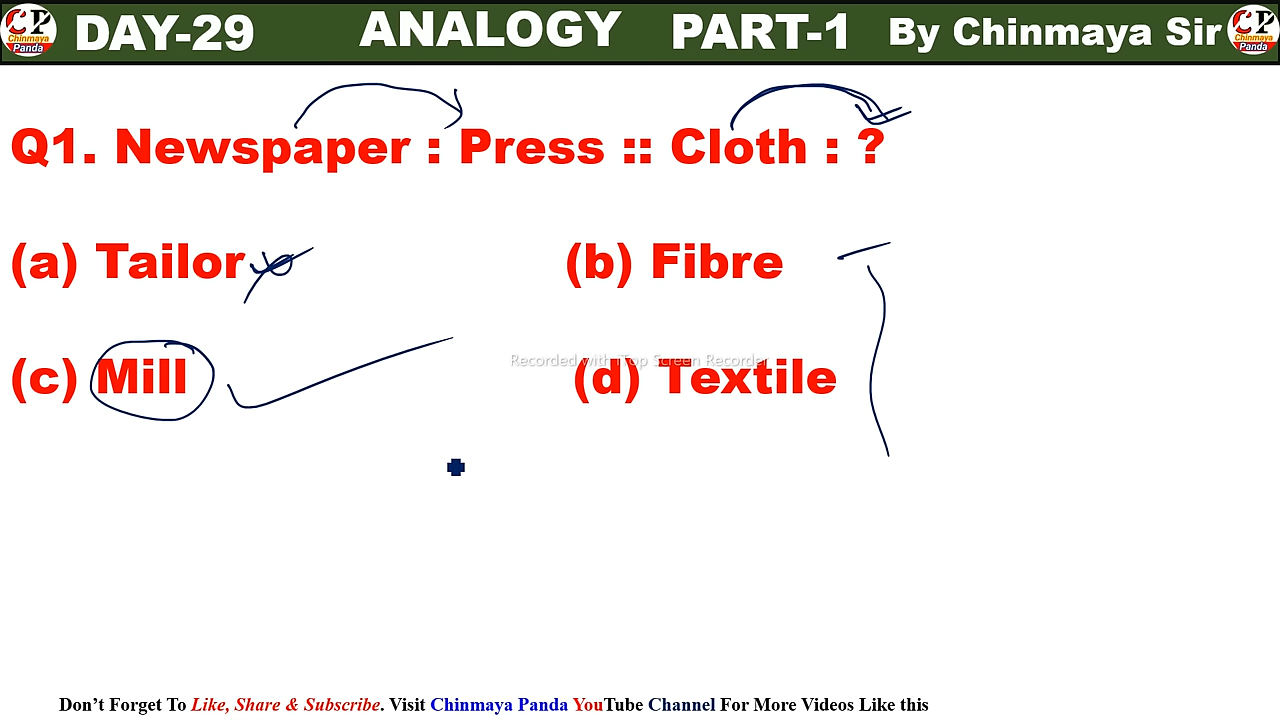 CP Chinmaya Panda DAY-29 ANALOGY PART-1 By Chinmaya Sir CP Chinmaya Panda
Q1. Newspaper : Press :: Cloth : ?
(a) Tailor (b) Fibre
Recorded with iTop Screen Recorder
(c) Mill (d) Textile
Don't Forget To Like, Share & Subscribe. Visit Chinmaya Panda YouTube Channel For More Videos Like this